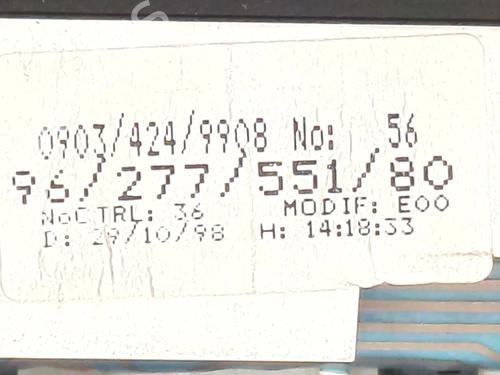 0903/424/9908 No: 56
96/277/551/80
NoCTRL: 36 MODIF: E00
D: 29/10/98 H: 14:18:33